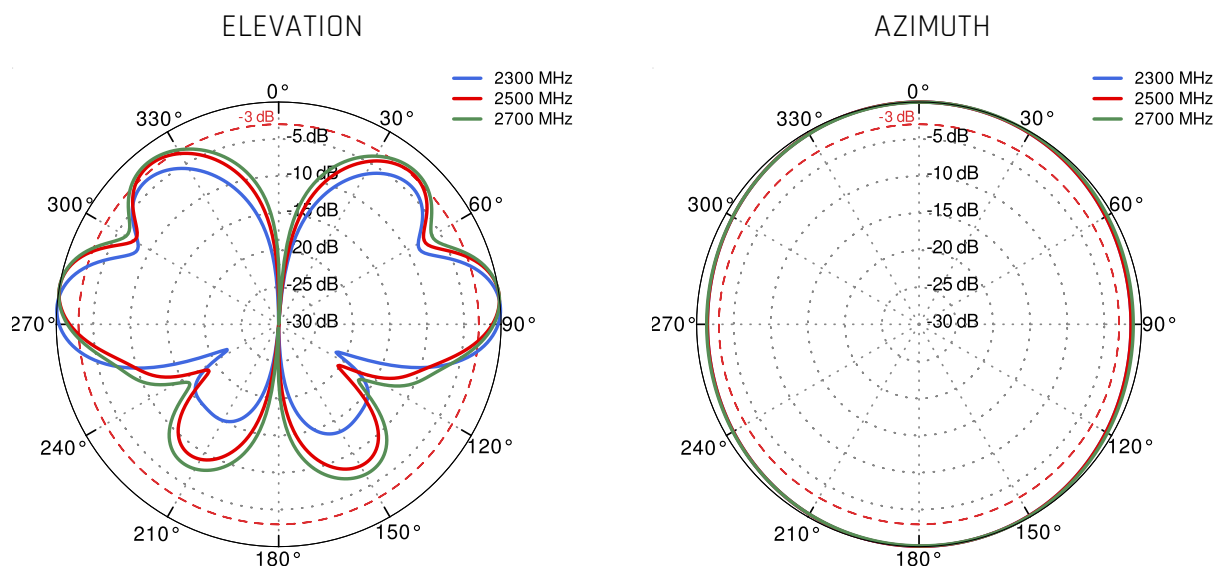 ELEVATION
2300 MHz
2500 MHz
2700 MHz
0°
30°
60°
90°
120°
150°
180°
210°
240°
270°
300°
330°
-3 dB
-5 dB
-10 dB
-15 dB
-20 dB
-25 dB
-30 dB
AZIMUTH
2300 MHz
2500 MHz
2700 MHz
0°
30°
60°
90°
120°
150°
180°
210°
240°
270°
300°
330°
-3 dB
-5 dB
-10 dB
-15 dB
-20 dB
-25 dB
-30 dB